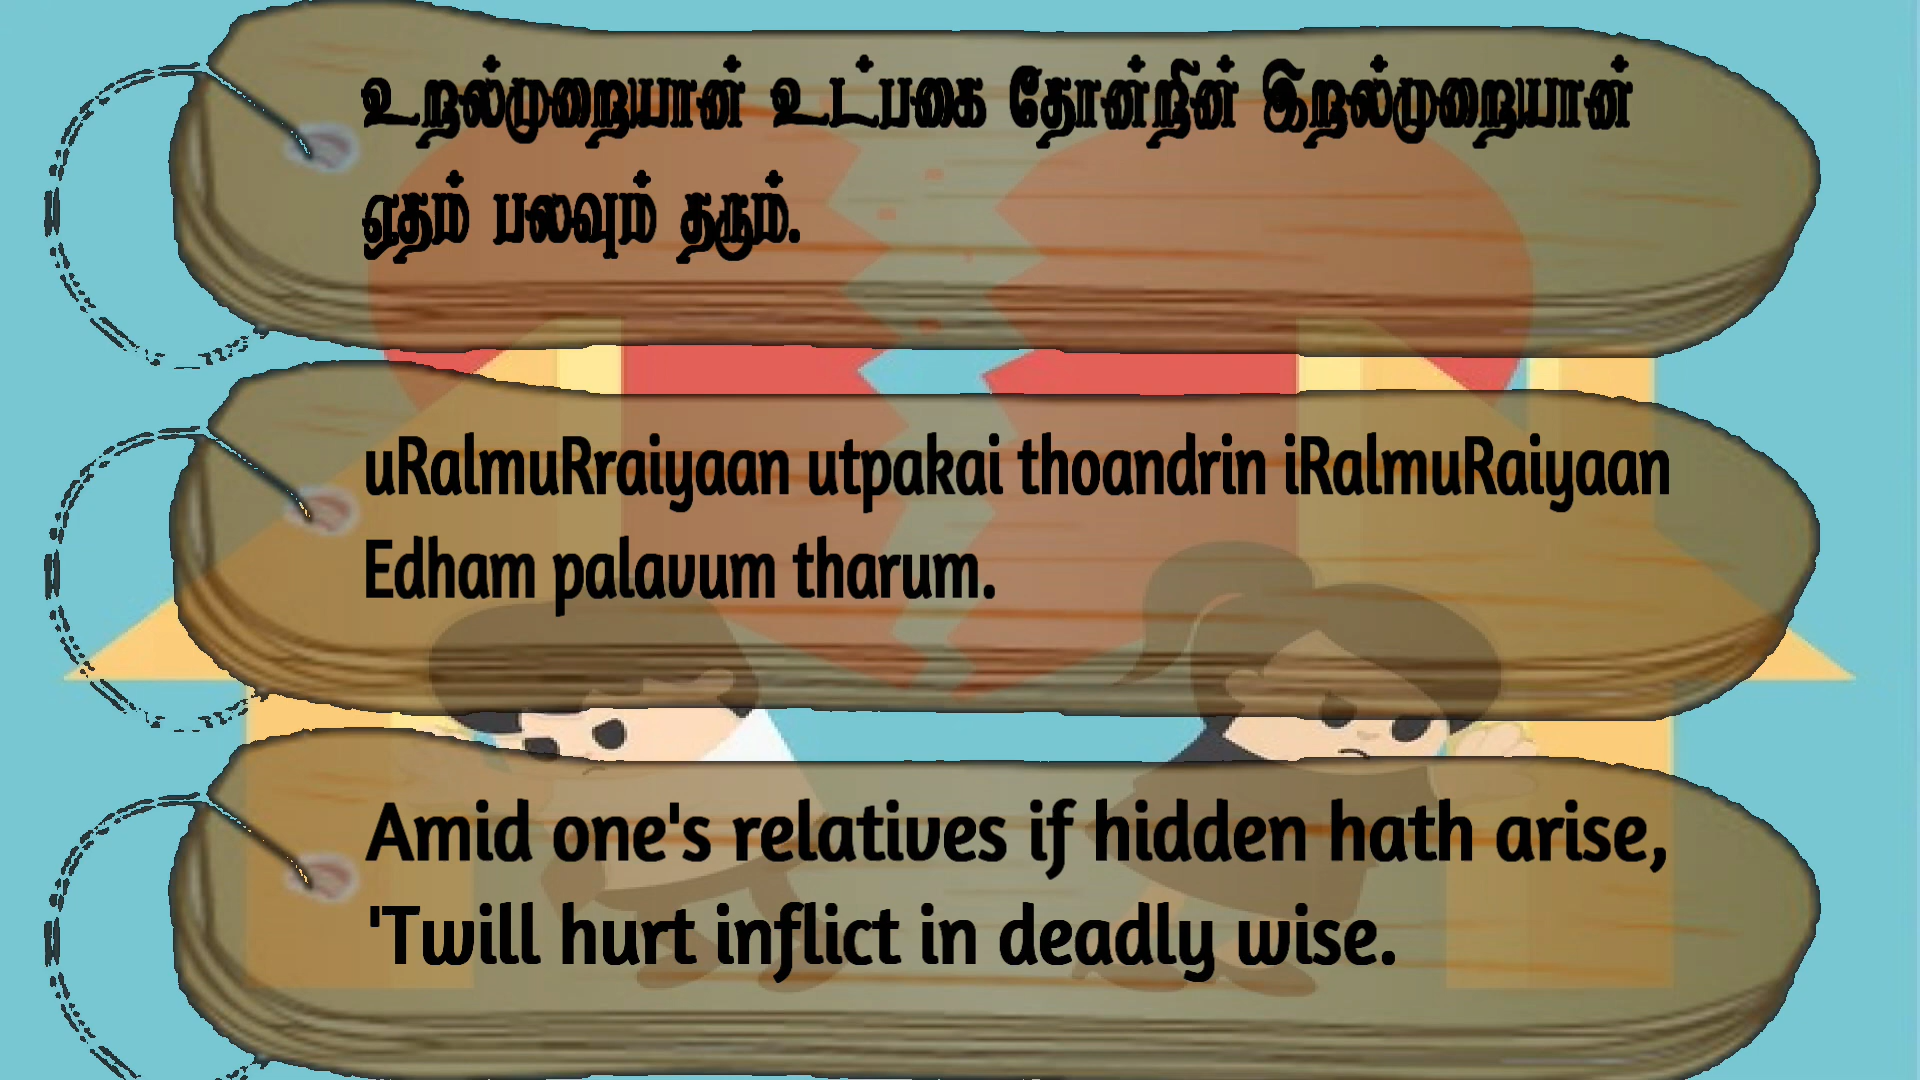 உறல்முறையான் உட்பகை தோன்றின் இறல்முறையான்
ஏதம் பலவும் தரும்.
uRalmuRraiyaan utpakai thoandrin iRalmuRaiyaan
Edham palavum tharum.
Amid one's relatives if hidden hath arise,
'Twill hurt inflict in deadly wise.